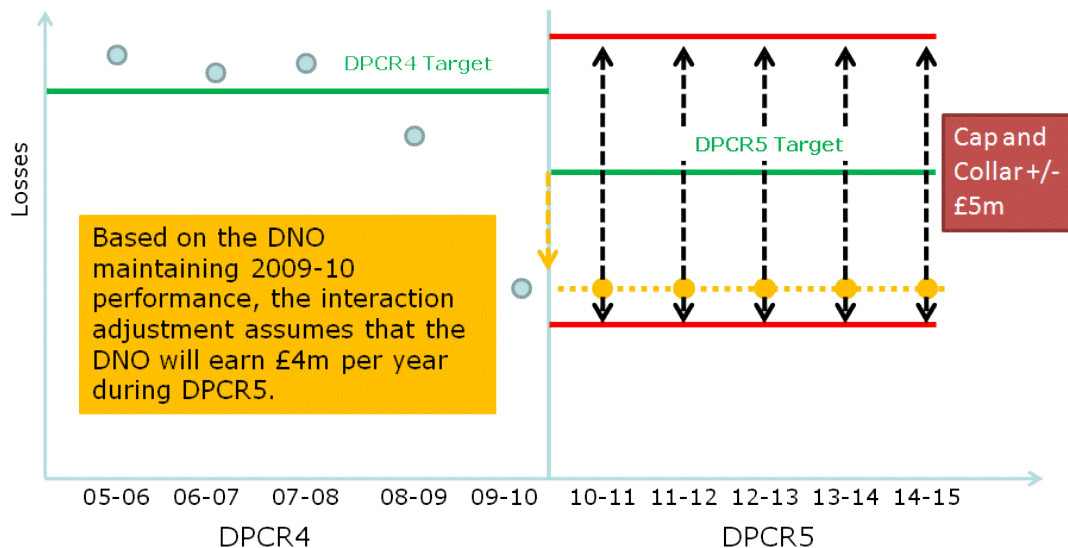 DPCR4 Target
DPCR5 Target
Cap and
Collar +/-
£5m
Losses
Based on the DNO
maintaining 2009-10
performance, the interaction
adjustment assumes that the
DNO will earn £4m per year
during DPCR5.
05-06 06-07 07-08 08-09 09-10 10-11 11-12 12-13 13-14 14-15
DPCR4 DPCR5